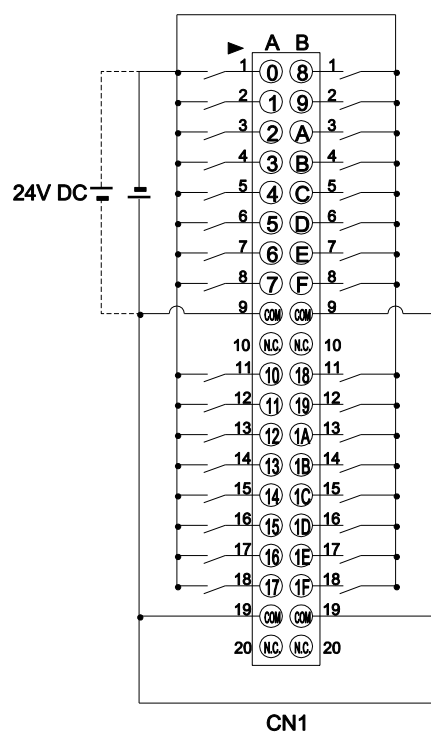 A B
1 0 8 1
2 1 9 2
3 2 A 3
4 3 B 4
24V DC
5 4 C 5
6 5 D 6
7 6 E 7
8 7 F 8
9 COM COM 9
10 N.C. N.C. 10
11 10 18 11
12 11 19 12
13 12 1A 13
14 13 1B 14
15 14 1C 15
16 15 1D 16
17 16 1E 17
18 17 1F 18
19 COM COM 19
20 N.C. N.C. 20
CN1